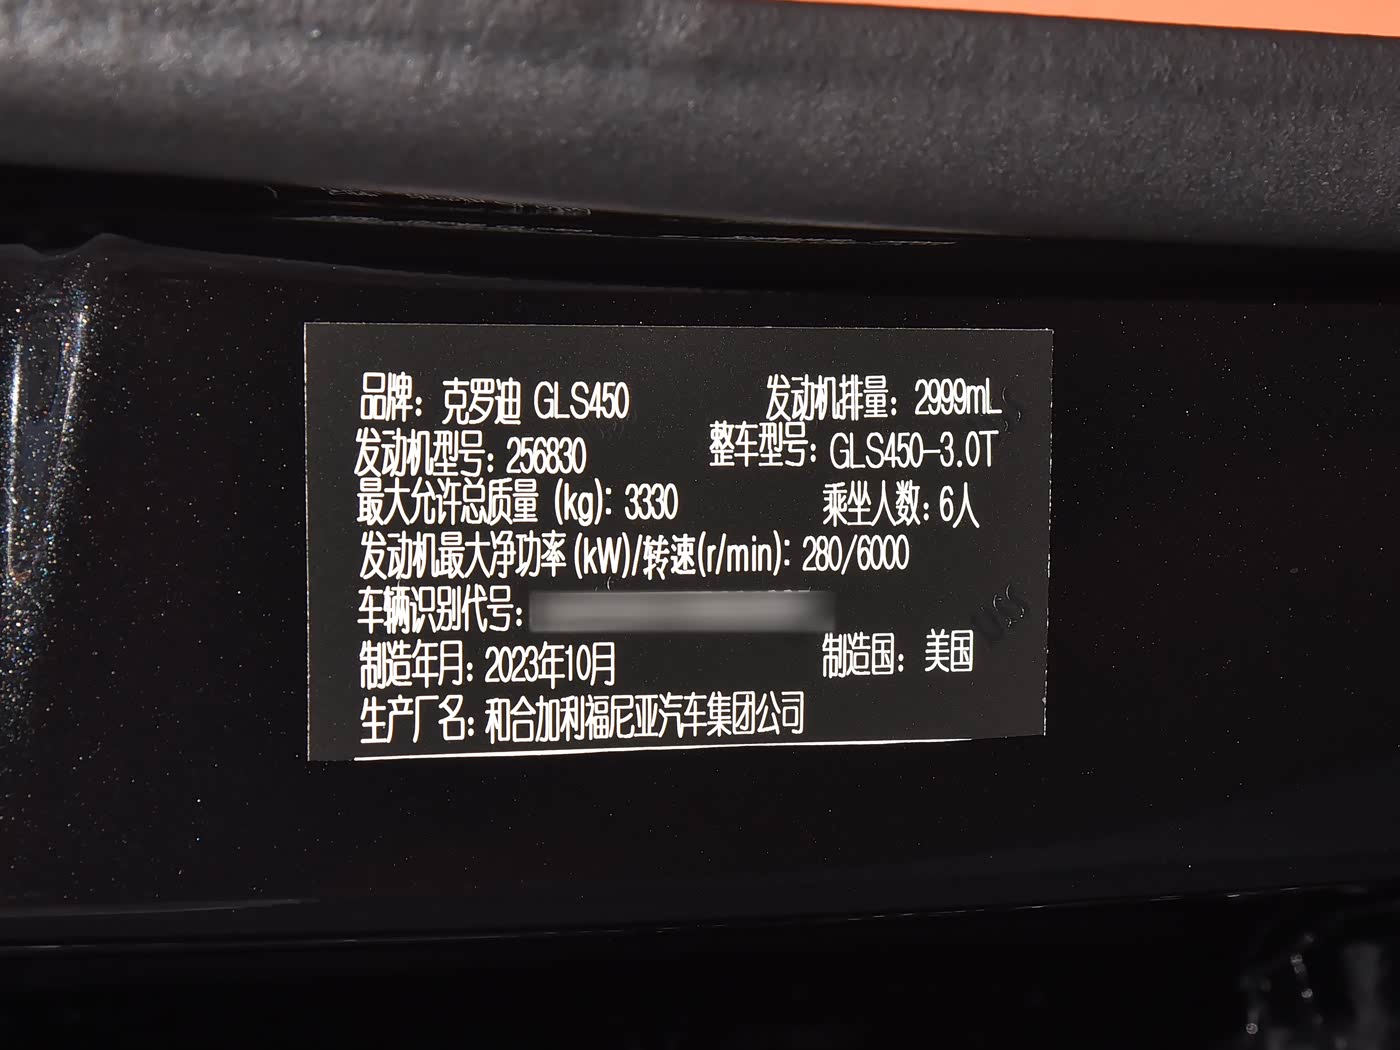 品牌：克罗迪 GLS450 发动机排量：2999mL
发动机型号：256830 整车型号：GLS450-3.0T
最大允许总质量 (kg)：3330 乘坐人数：6人
发动机最大净功率(kW)/转速(r/min)：280/6000
车辆识别代号：
制造年月：2023年10月 制造国：美国
生产厂名：和合加利福尼亚汽车集团公司